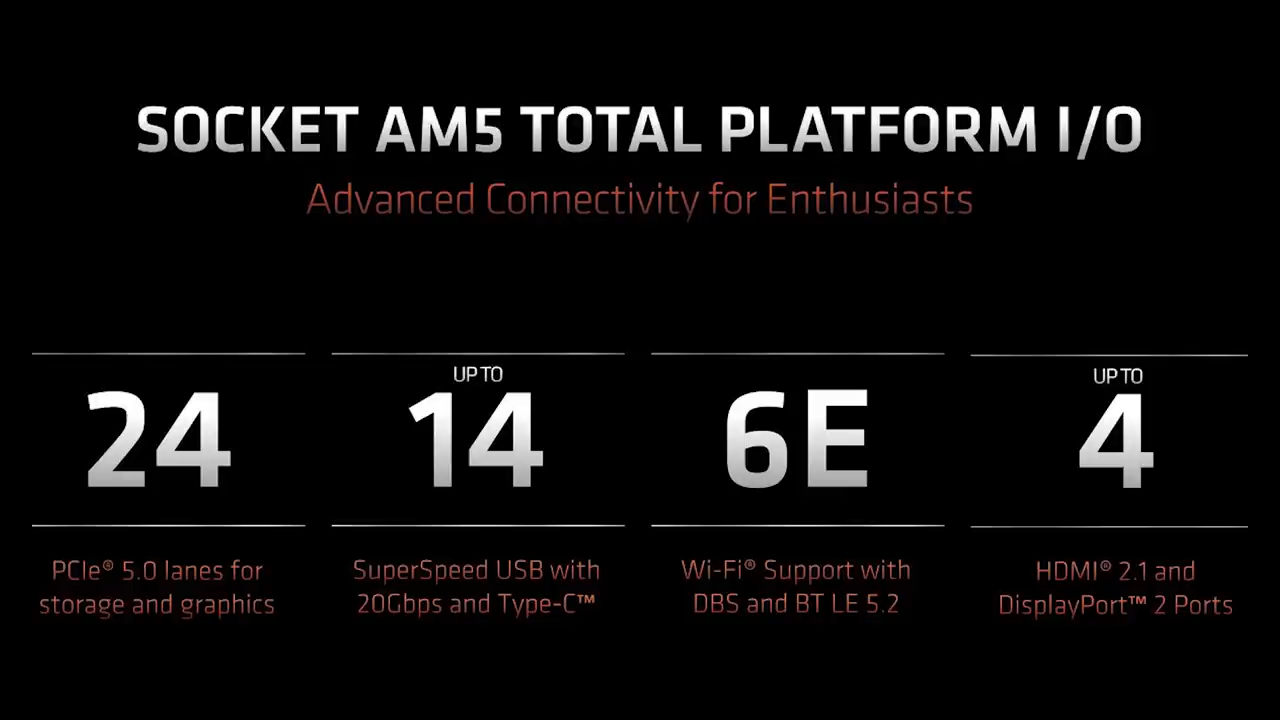 SOCKET AM5 TOTAL PLATFORM I/O
Advanced Connectivity for Enthusiasts
24
PCIe® 5.0 lanes for
storage and graphics
UP TO
14
SuperSpeed USB with
20Gbps and Type-C™
6E
Wi-Fi® Support with
DBS and BT LE 5.2
UP TO
4
HDMI® 2.1 and
DisplayPort™ 2 Ports